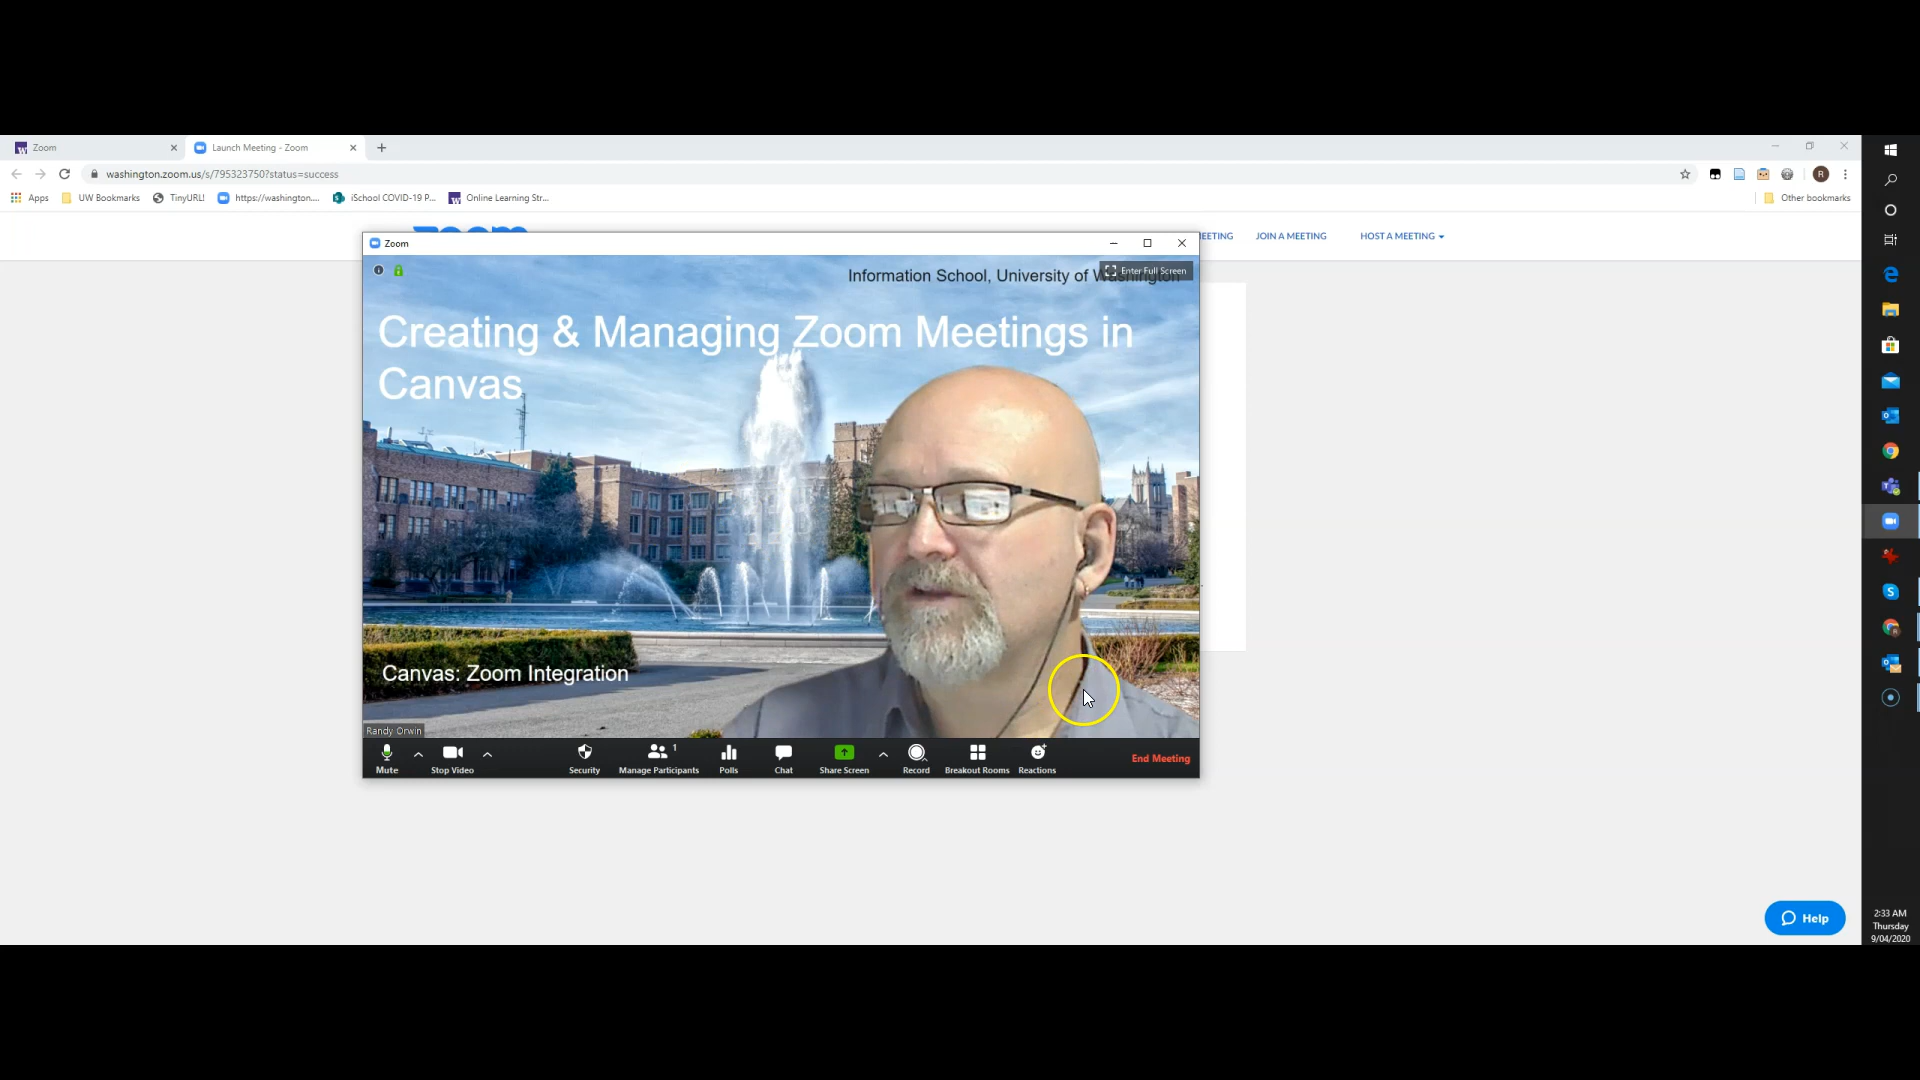 Zoom
Launch Meeting - Zoom
washington.zoom.us/s/795323750?status=success
Apps
UW Bookmarks
TinyURL!
https://washington....
iSchool COVID-19 P...
Online Learning Str...
Other bookmarks
R
zoom
EETING
JOIN A MEETING
HOST A MEETING
Zoom
Information School, University of Washington
Enter Full Screen
Creating & Managing Zoom Meetings in
Canvas
Canvas: Zoom Integration
Randy Orwin
Mute
Stop Video
Security
Manage Participants
1
Polls
Chat
Share Screen
Record
Breakout Rooms
Reactions
End Meeting
Help
2:33 AM
Thursday
9/04/2020